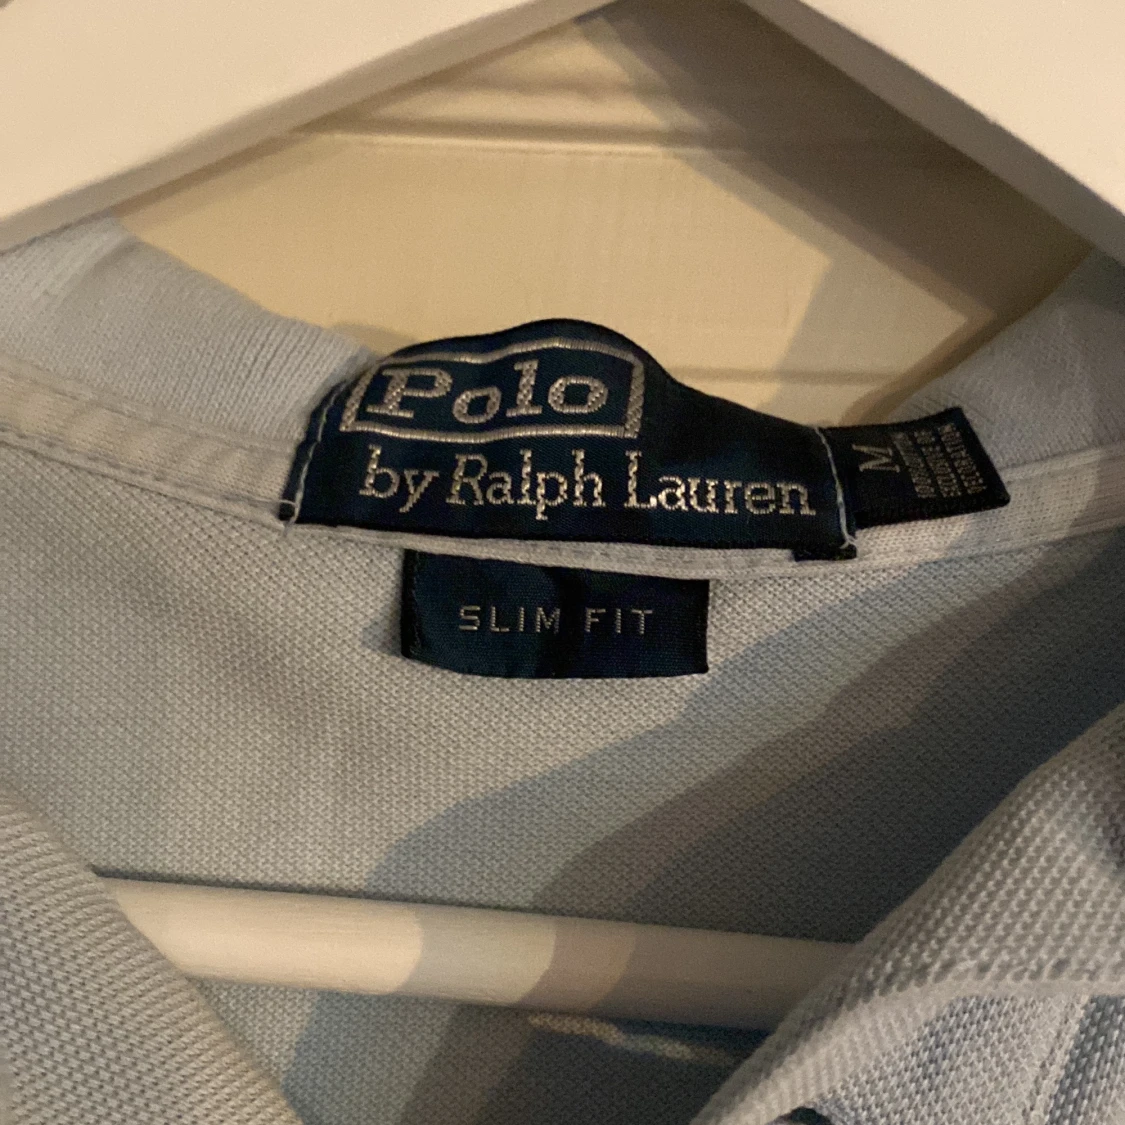 Polo
by Ralph Lauren
M
SLIM FIT